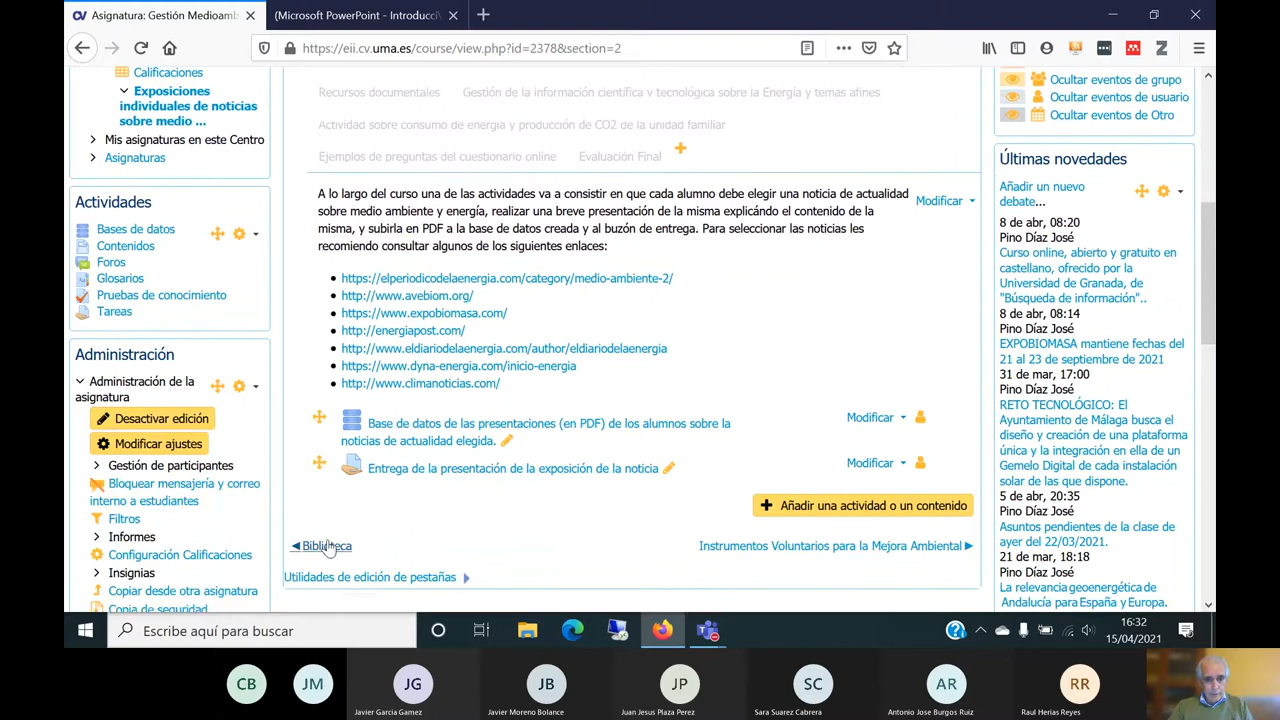 Asignatura: Gestión Medioamb
(Microsoft PowerPoint - Introducci
https://eii.cv.uma.es/course/view.php?id=2378&section=2
Calificaciones
Exposiciones
individuales de noticias
sobre medio ...
Mis asignaturas en este Centro
Asignaturas
Actividades
Bases de datos
Contenidos
Foros
Glosarios
Pruebas de conocimiento
Tareas
Administración
Administración de la
asignatura
Desactivar edición
Modificar ajustes
Gestión de participantes
Bloquear mensajería y correo
interno a estudiantes
Filtros
Informes
Configuración Calificaciones
Insignias
Copiar desde otra asignatura
Copia de seguridad
Recursos documentales Gestión de la información científica y tecnológica sobre la Energía y temas afines
Actividad sobre consumo de energía y producción de CO2 de la unidad familiar
Ejemplos de preguntas del cuestionario online Evaluación Final
A lo largo del curso una de las actividades va a consistir en que cada alumno debe elegir una noticia de actualidad
sobre medio ambiente y energía, realizar una breve presentación de la misma explicándo el contenido de la
misma, y subirla en PDF a la base de datos creada y al buzón de entrega. Para seleccionar las noticias les
recomiendo consultar algunos de los siguientes enlaces:
Modificar
https://elperiodicodelaenergia.com/category/medio-ambiente-2/
http://www.avebiom.org/
https://www.expobiomasa.com/
http://energiapost.com/
http://www.eldiariodelaenergia.com/author/eldiariodelaenergia
https://www.dyna-energia.com/inicio-energia
http://www.climanoticias.com/
Base de datos de las presentaciones (en PDF) de los alumnos sobre la
noticias de actualidad elegida.
Modificar
Entrega de la presentación de la exposición de la noticia
Modificar
Añadir una actividad o un contenido
Biblioteca
Instrumentos Voluntarios para la Mejora Ambiental
Utilidades de edición de pestañas
Ocultar eventos de grupo
Ocultar eventos de usuario
Ocultar eventos de Otro
Últimas novedades
Añadir un nuevo
debate...
8 de abr, 08:20
Pino Díaz José
Curso online, abierto y gratuito en
castellano, ofrecido por la
Universidad de Granada, de
"Búsqueda de información"..
8 de abr, 08:14
Pino Díaz José
EXPOBIOMASA mantiene fechas del
21 al 23 de septiembre de 2021
31 de mar, 17:00
Pino Díaz José
RETO TECNOLÓGICO: El
Ayuntamiento de Málaga busca el
diseño y creación de una plataforma
única y la integración en ella de un
Gemelo Digital de cada instalación
solar de las que dispone.
5 de abr, 20:35
Pino Díaz José
Asuntos pendientes de la clase de
ayer del 22/03/2021.
21 de mar, 18:18
Pino Díaz José
La relevancia geoenergética de
Andalucía para España y Europa.
Escribe aquí para buscar
16:32
15/04/2021
CB
JM
JG
Javier Garcia Gamez
JB
Javier Moreno Bolance
JP
Juan Jesus Plaza Perez
SC
Sara Suarez Cabrera
AR
Antonio Jose Burgos Ruiz
RR
Raul Herias Reyes